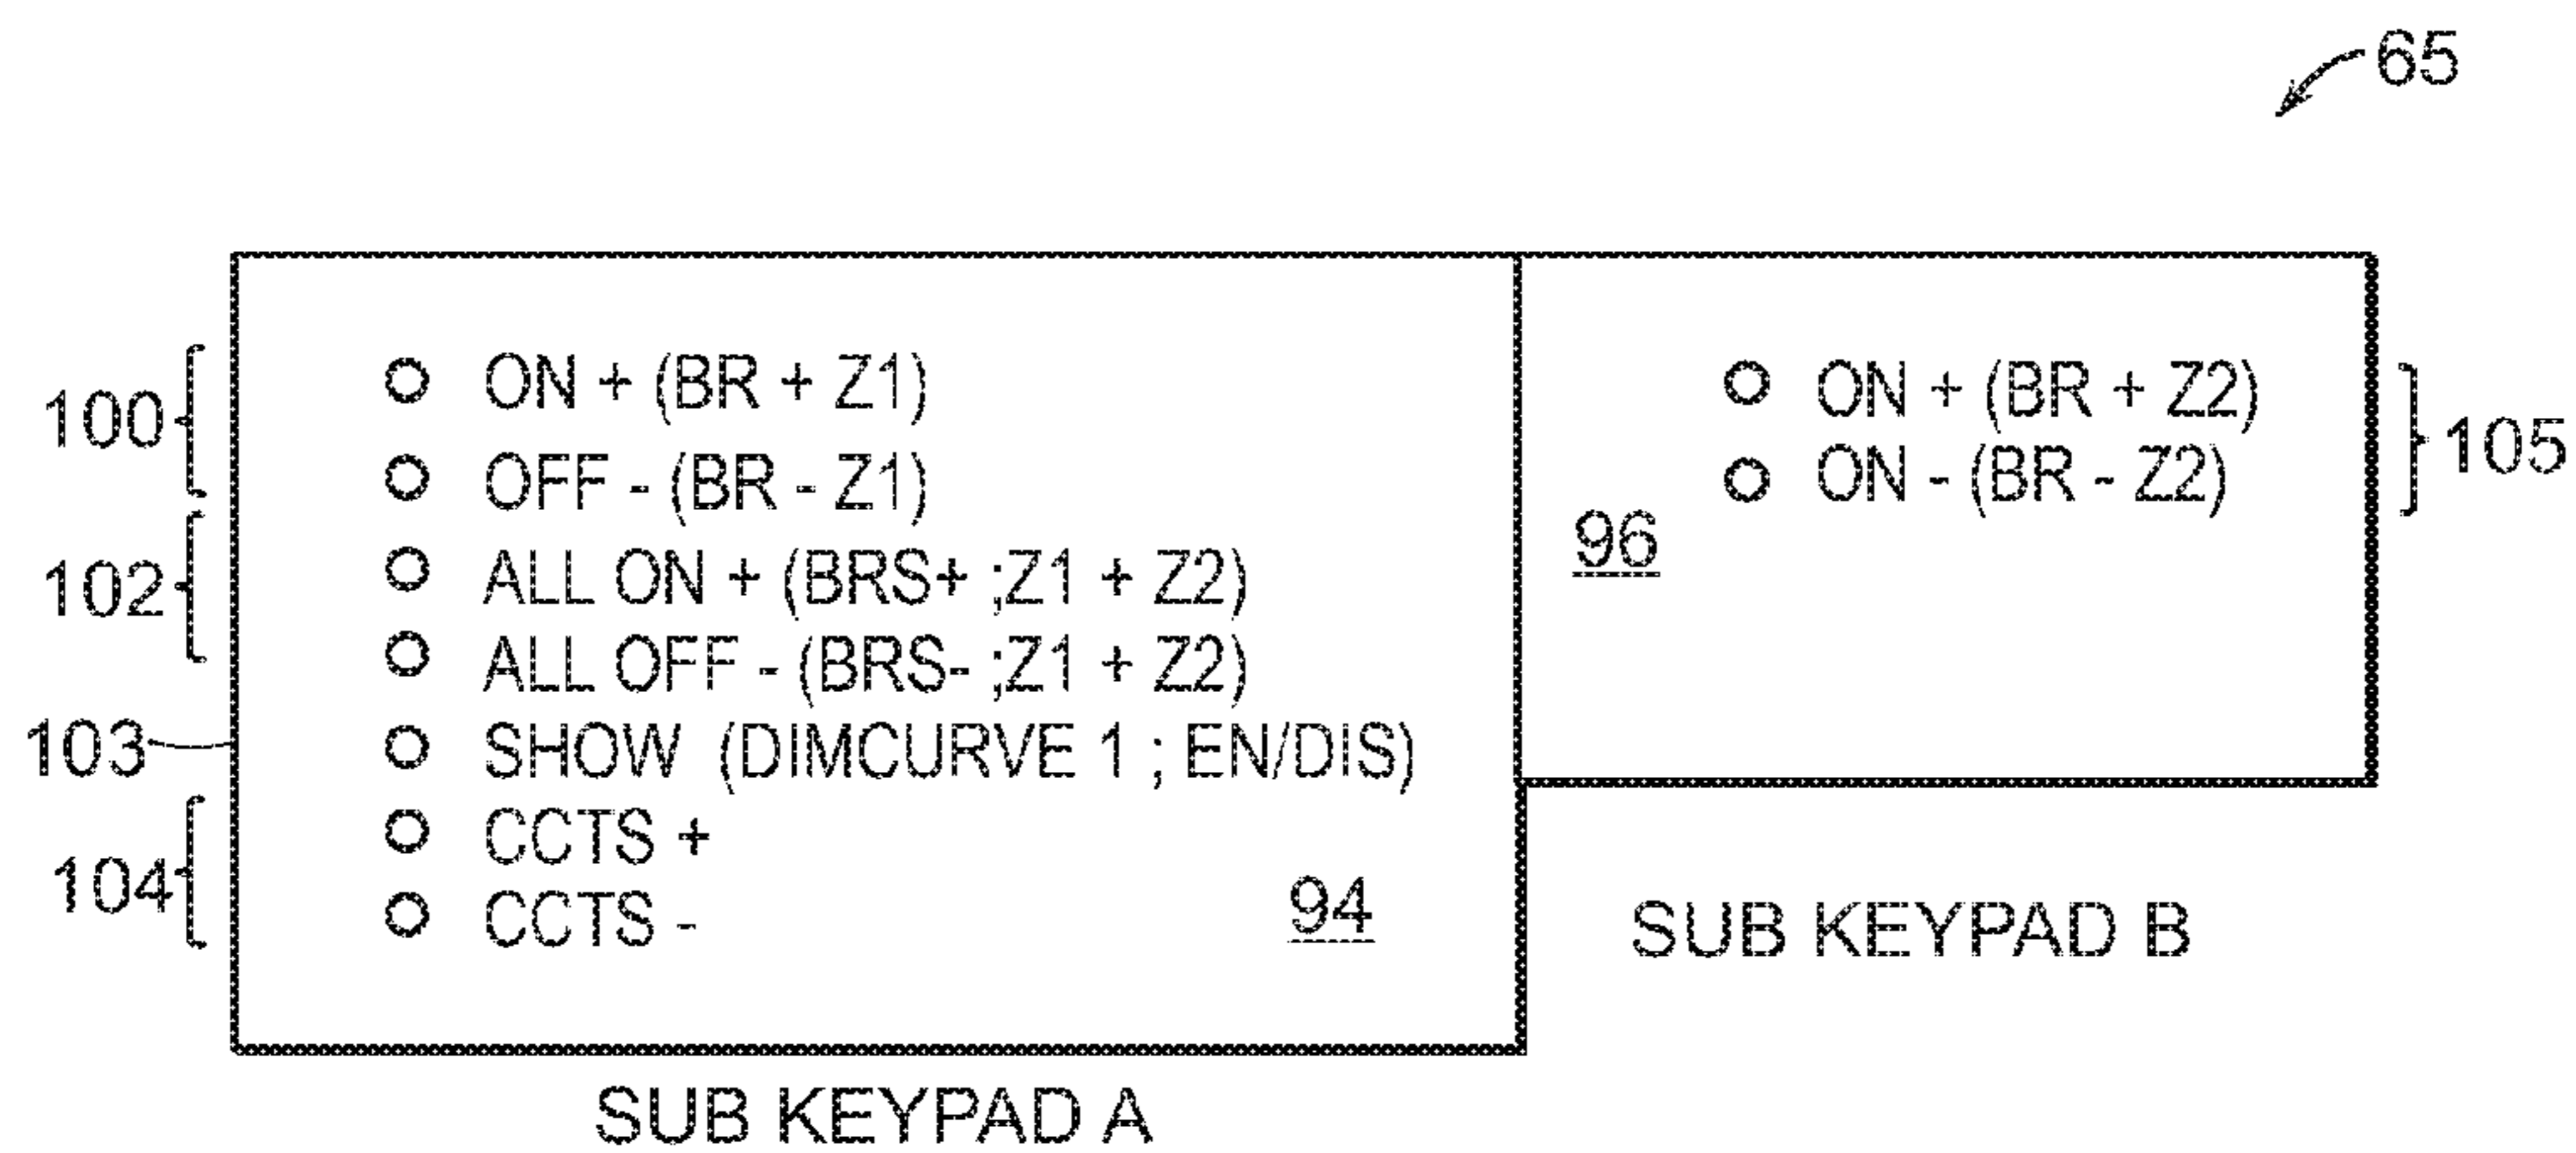 65
100
ON + (BR + Z1)
OFF - (BR - Z1)
102
ALL ON + (BRS+ ;Z1 + Z2)
ALL OFF - (BRS- ;Z1 + Z2)
103
SHOW (DIMCURVE 1 ; EN/DIS)
104
CCTS +
CCTS -
94
SUB KEYPAD A
ON + (BR + Z2)
ON - (BR - Z2)
105
96
SUB KEYPAD B